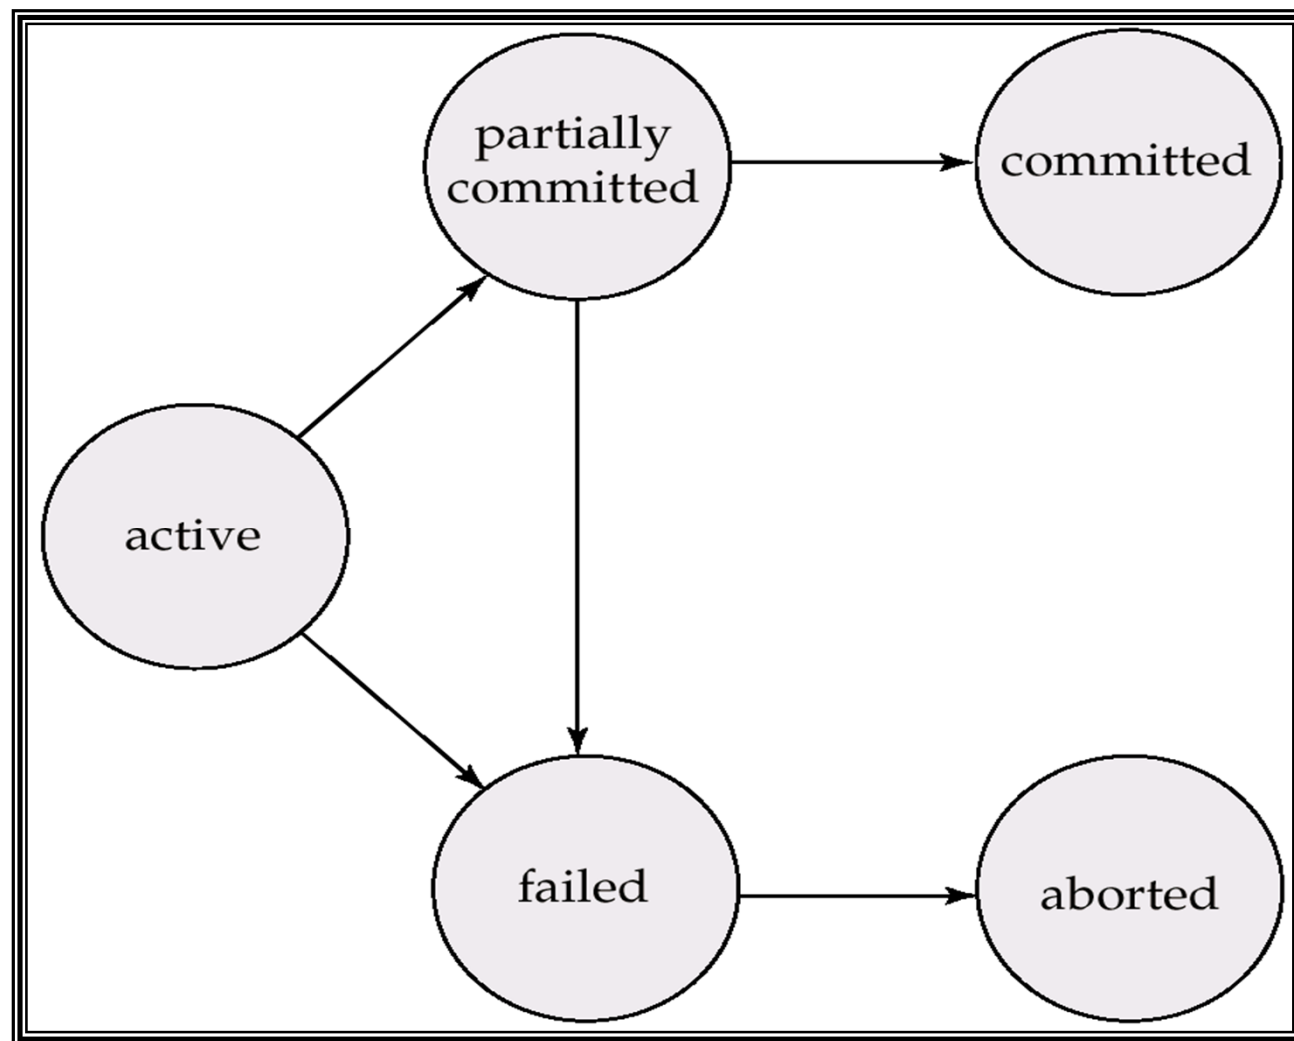 partially
committed
committed
active
failed
aborted